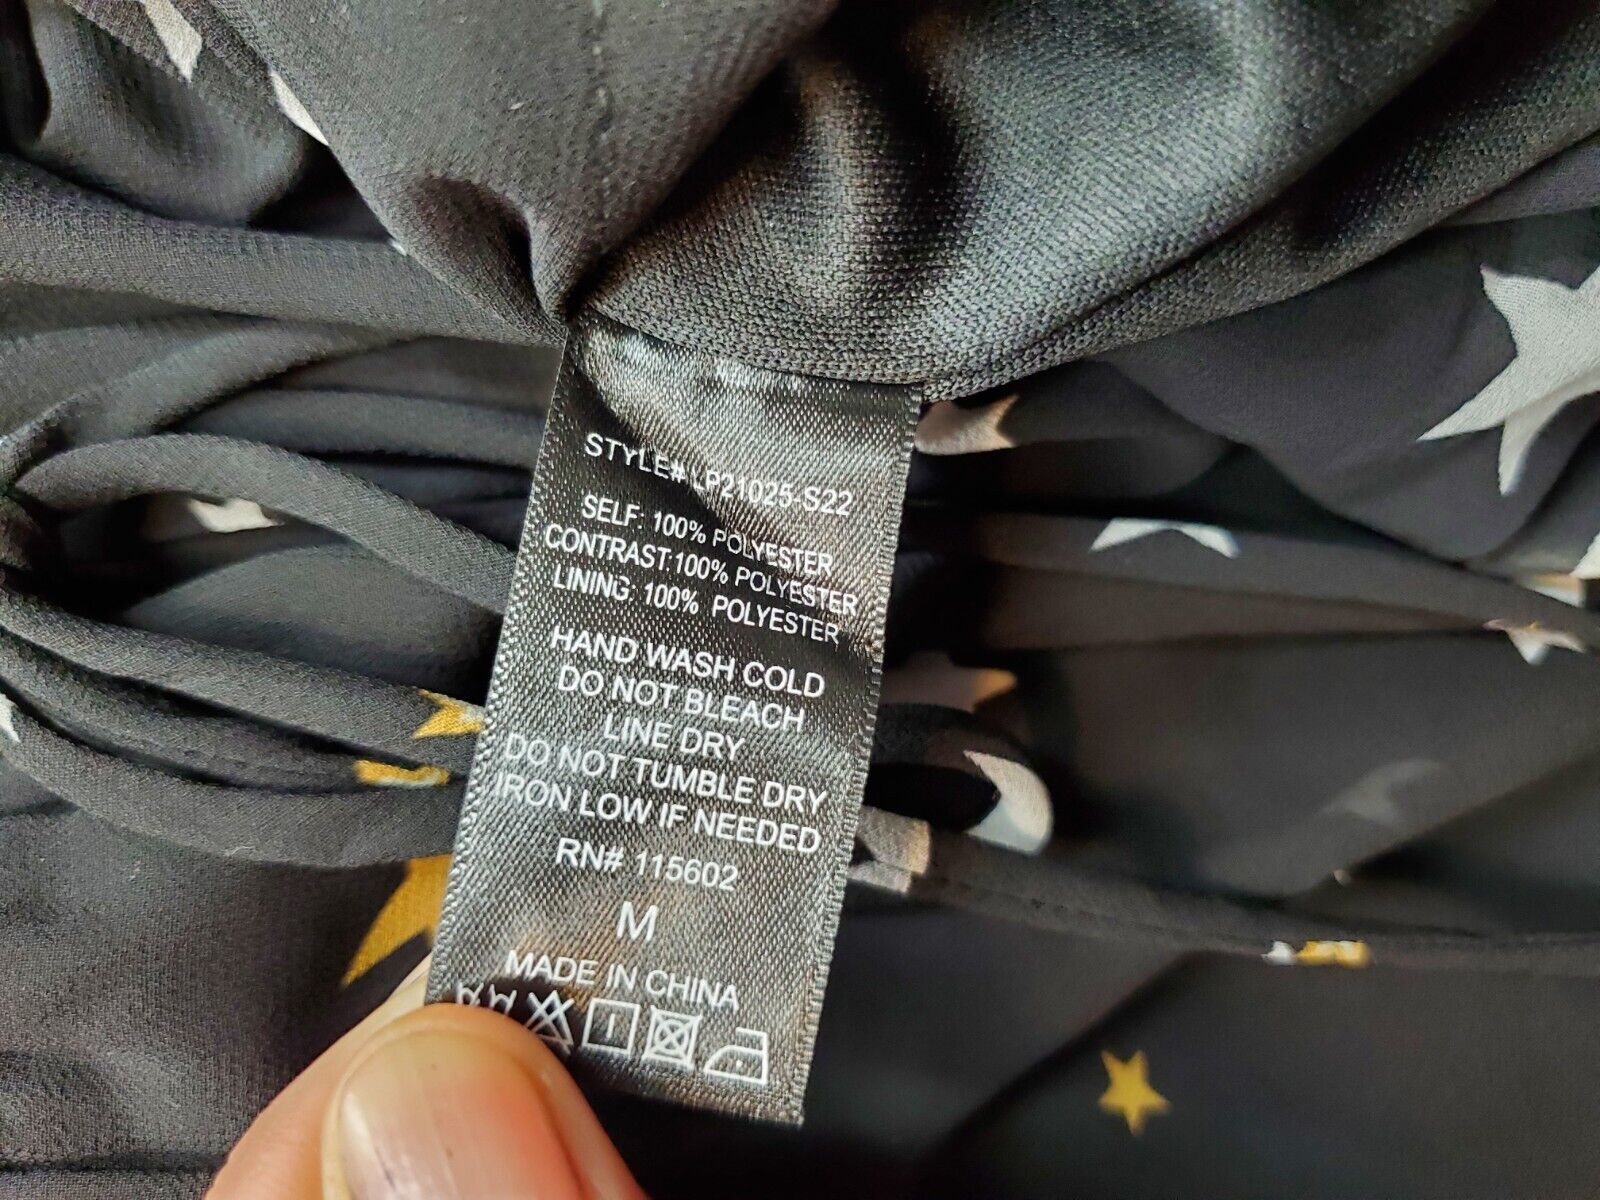 STYLE# LP21025-S22
SELF: 100% POLYESTER
CONTRAST:100% POLYESTER
LINING: 100% POLYESTER
HAND WASH COLD
DO NOT BLEACH
LINE DRY
DO NOT TUMBLE DRY
IRON LOW IF NEEDED
RN# 115602
M
MADE IN CHINA